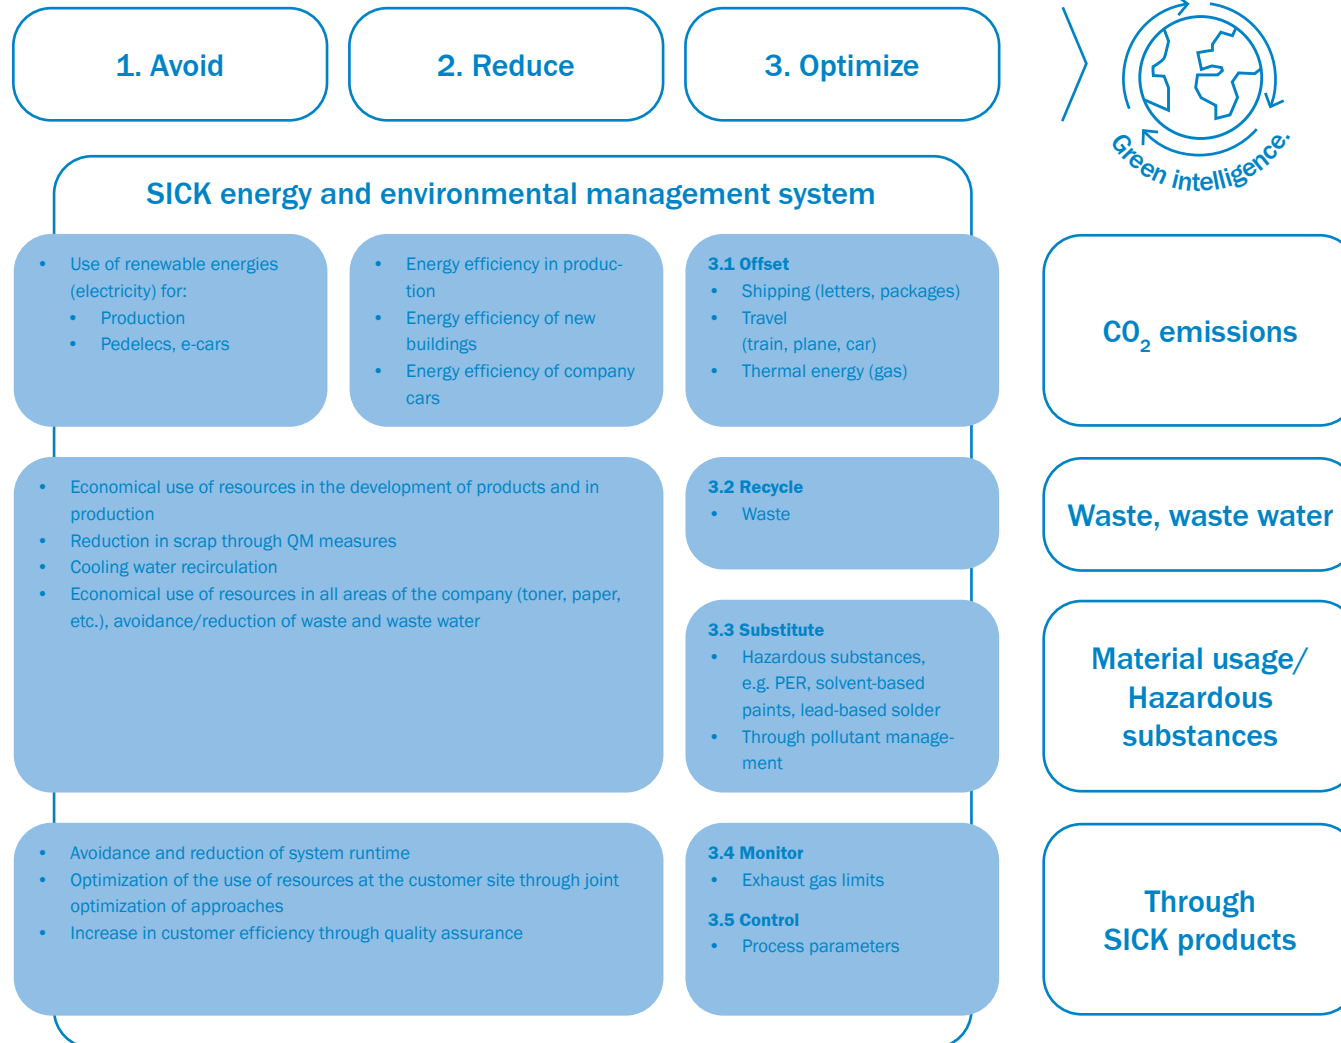 1. Avoid
2. Reduce
3. Optimize
Green intelligence.
SICK energy and environmental management system
• Use of renewable energies
(electricity) for:
• Production
• Pedelecs, e-cars
• Energy efficiency in produc-
tion
• Energy efficiency of new
buildings
• Energy efficiency of company
cars
3.1 Offset
• Shipping (letters, packages)
• Travel
(train, plane, car)
• Thermal energy (gas)
CO₂ emissions
• Economical use of resources in the development of products and in
production
• Reduction in scrap through QM measures
• Cooling water recirculation
• Economical use of resources in all areas of the company (toner, paper,
etc.), avoidance/reduction of waste and waste water
3.2 Recycle
• Waste
Waste, waste water
3.3 Substitute
• Hazardous substances,
e.g. PER, solvent-based
paints, lead-based solder
• Through pollutant manage-
ment
Material usage/
Hazardous
substances
• Avoidance and reduction of system runtime
• Optimization of the use of resources at the customer site through joint
optimization of approaches
• Increase in customer efficiency through quality assurance
3.4 Monitor
• Exhaust gas limits
3.5 Control
• Process parameters
Through
SICK products